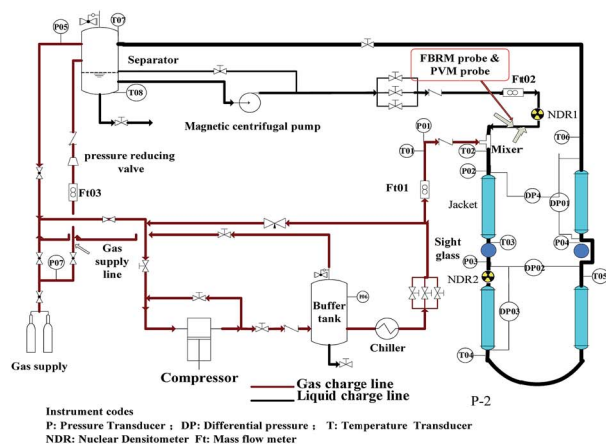 P05
T07
Separator
T08
Magnetic centrifugal pump
FBRM probe &
PVM probe
Ft02
NDR1
P01
T01
T02
Mixer
T06
P02
DP4
DP01
pressure reducing
valve
Ft03
Ft01
Jacket
Sight
glass
T03
P04
P03
DP02
NDR2
T05
Gas
supply
line
P07
Buffer
tank
P06
DP03
T04
Chiller
Gas supply
Compressor
Gas charge line
Liquid charge line
P-2
Instrument codes
P: Pressure Transducer ; DP: Differential pressure ; T: Temperature Transducer
NDR: Nuclear Densitometer Ft: Mass flow meter